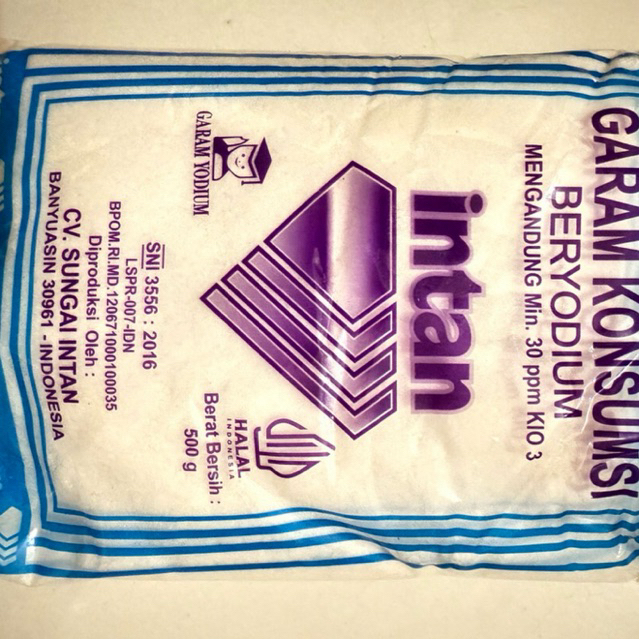 GARAM KONSUMSI
BERYODIUM
MENGANDUNG Min. 30 ppm KIO 3
intan
GARAM YODIUM
HALAL
INDONESIA
Berat Bersih :
500 g
SNI 3556 : 2016
LSPR-007-IDN
BPOM.RI.MD.120671000100035
Diproduksi Oleh :
CV. SUNGAI INTAN
BANYUASIN 30961 - INDONESIA